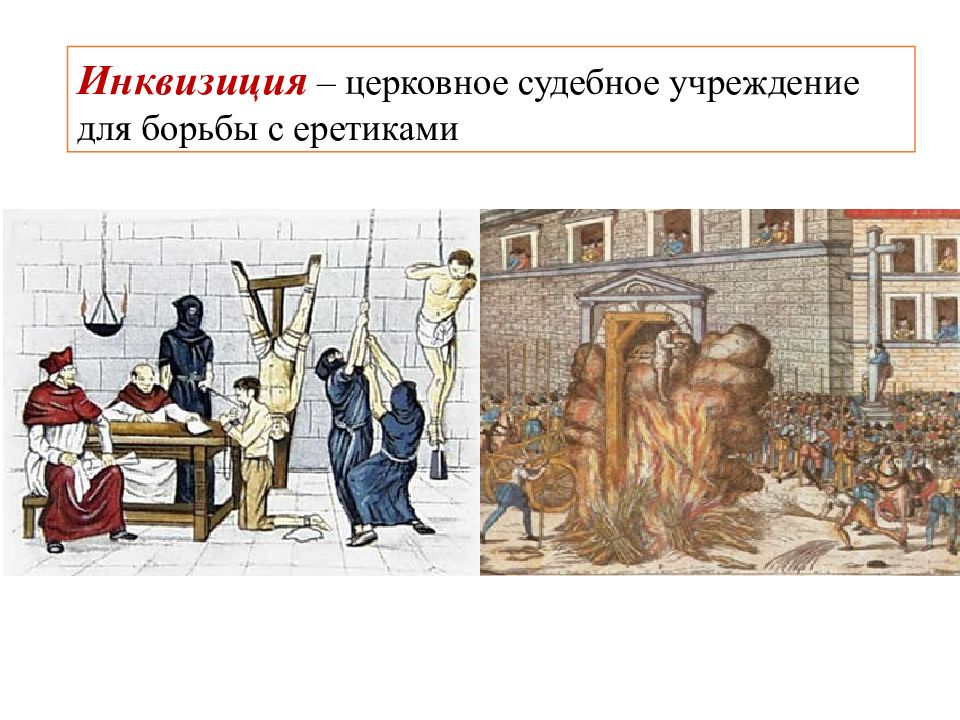 Инквизиция – церковное судебное учреждение
для борьбы с еретиками